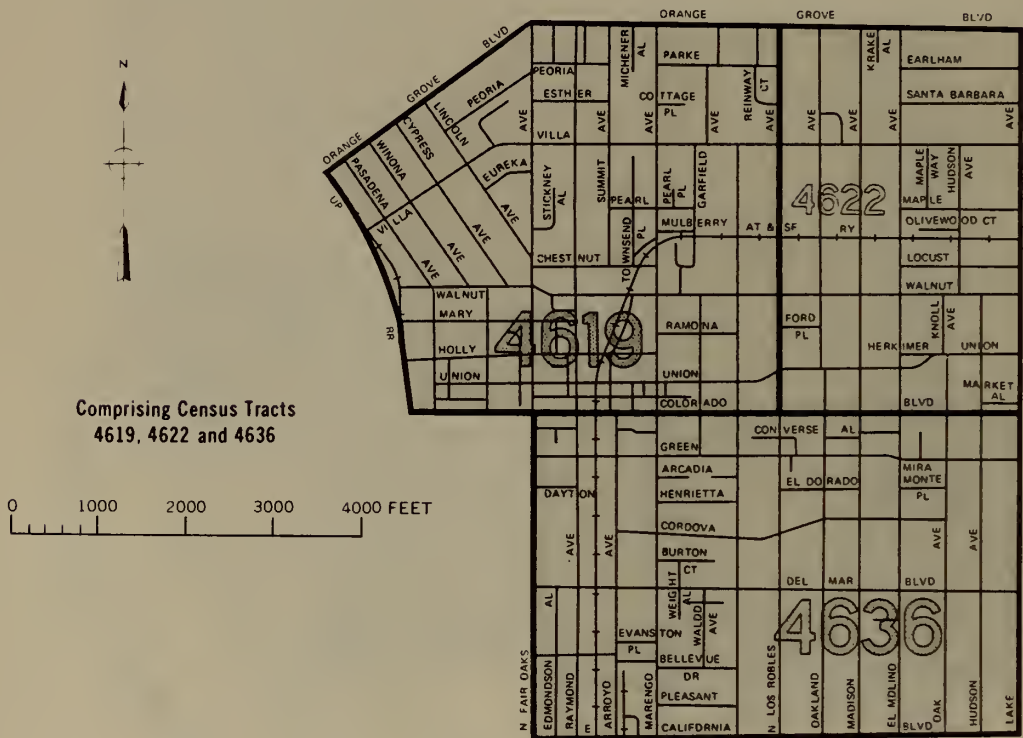 ORANGE GROVE BLVD
N
ORANGE GROVE BLVD
MICHENER AL
KRAKE AL
PARKE
EARLHAM
PEORIA
PEORIA
LINCOLN
CYPRESS
WINONA
PASADENA
ESTHER
COTTAGE PL
REINWAY CT
SANTA BARBARA
AVE AVE AVE AVE AVE AVE AVE AVE AVE
VILLA
EUREKA
STICKNEY AL
SUMMIT
PEARL
PEARL PL
GARFIELD
MAPLE WAY
HUDSON AVE
4622
MAPLE
UP
VILLA
AVE AVE AVE AVE
TOWNSEND PL
MULBERRY
AT & SF RY
OLIVEWOOD CT
CHESTNUT
LOCUST
WALNUT
WALNUT
MARY
4619
RAMONA
FORD PL
KNOLL AVE
RR
HOLLY
HERKIMER
UNION
UNION
UNION
MARKET AL
COLORADO
BLVD
Comprising Census Tracts
4619, 4622 and 4636
GREEN
CONVERSE AL
ARCADIA
EL DORADO
MIRA MONTE PL
DAYTON
HENRIETTA
0 1000 2000 3000 4000 FEET
CORDOVA
AVE AVE AVE AVE
BURTON CT
DEL MAR BLVD
AL
WEIGHT AL
WALDO AVE
4636
EVANSTON PL
BELLEVUE DR
PLEASANT
N FAIR OAKS
EDMONDSON
RAYMOND
E
ARROYO
MARENGO
CALIFORNIA
N LOS ROBLES
OAKLAND
MADISON
EL MOLINO
BLVD
OAK
HUDSON
LAKE